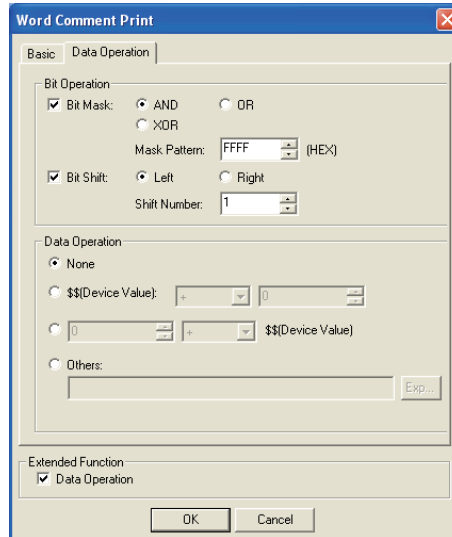 Word Comment Print
Basic Data Operation
Bit Operation
Bit Mask: AND OR
XOR
Mask Pattern: FFFF (HEX)
Bit Shift: Left Right
Shift Number: 1
Data Operation
None
$$(Device Value): + 0
0 + $$(Device Value)
Others:
Exp...
Extended Function
Data Operation
OK Cancel